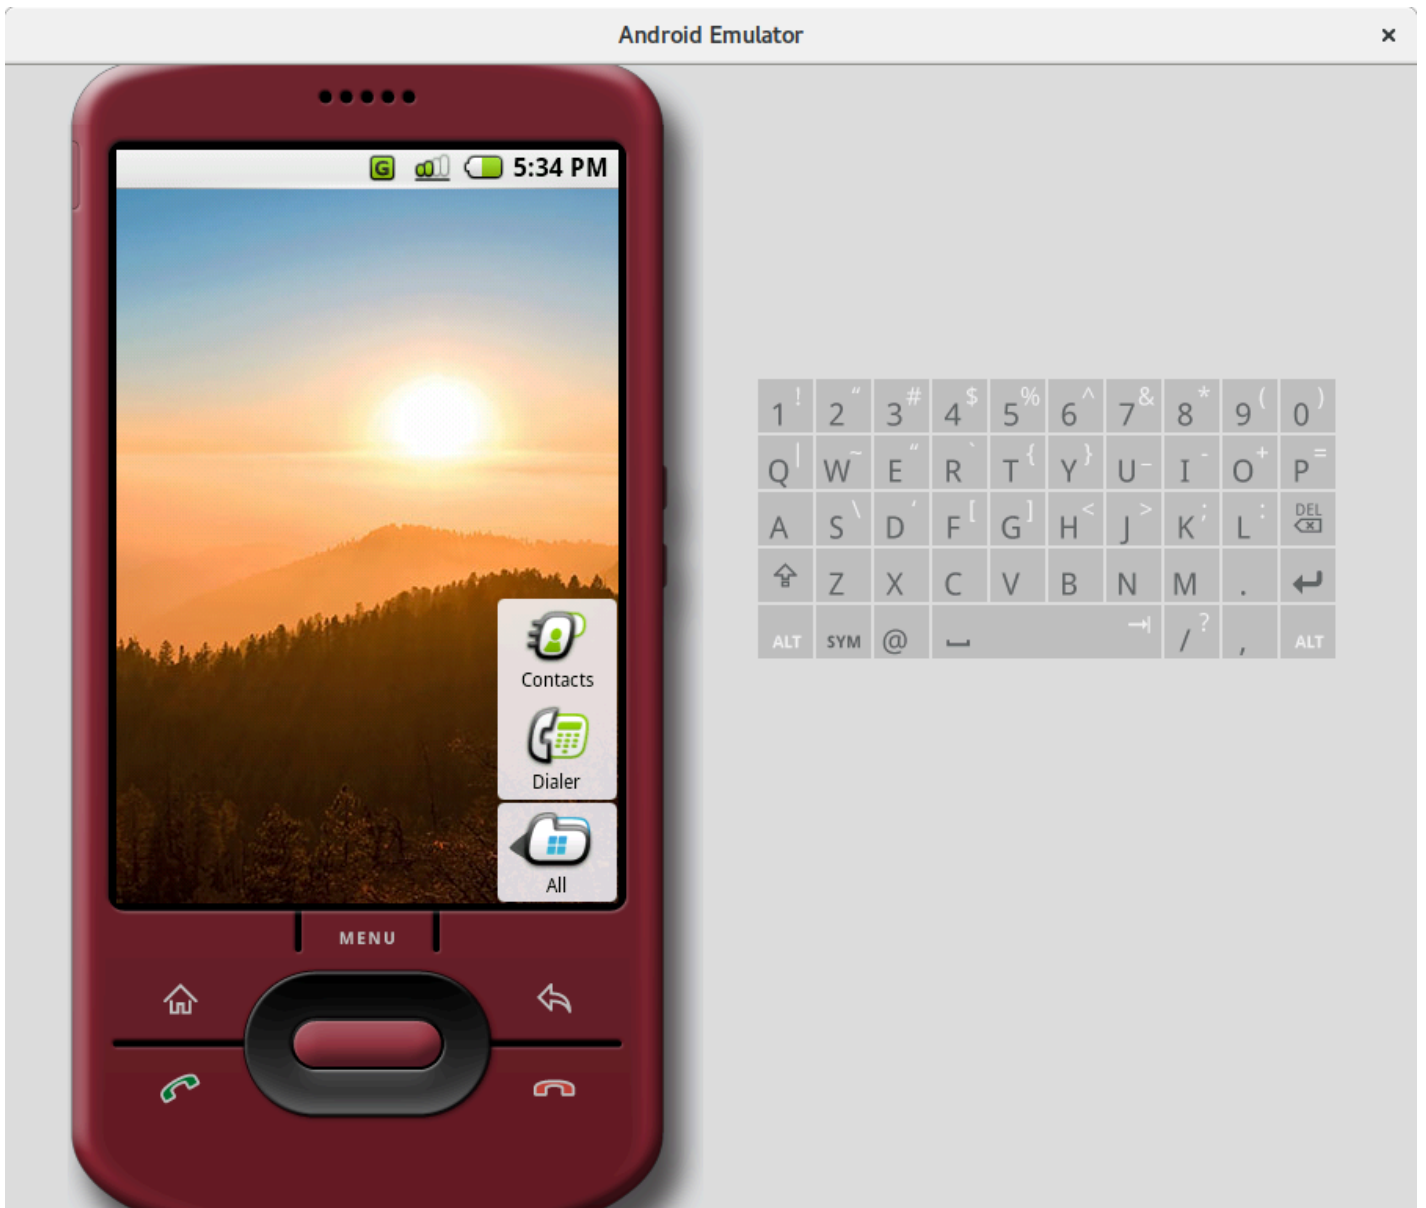 Android Emulator
G 5:34 PM
Contacts
Dialer
All
MENU
1 ! 2 “ 3 # 4 $ 5 % 6 ^ 7 & 8 * 9 ( 0 )
Q | W ~ E “ R ` T { Y } U _ I - O + P =
A S \ D ‘ F [ G ] H < J > K ; L : DEL
Z X C V B N M .
ALT SYM @ / ? , ALT